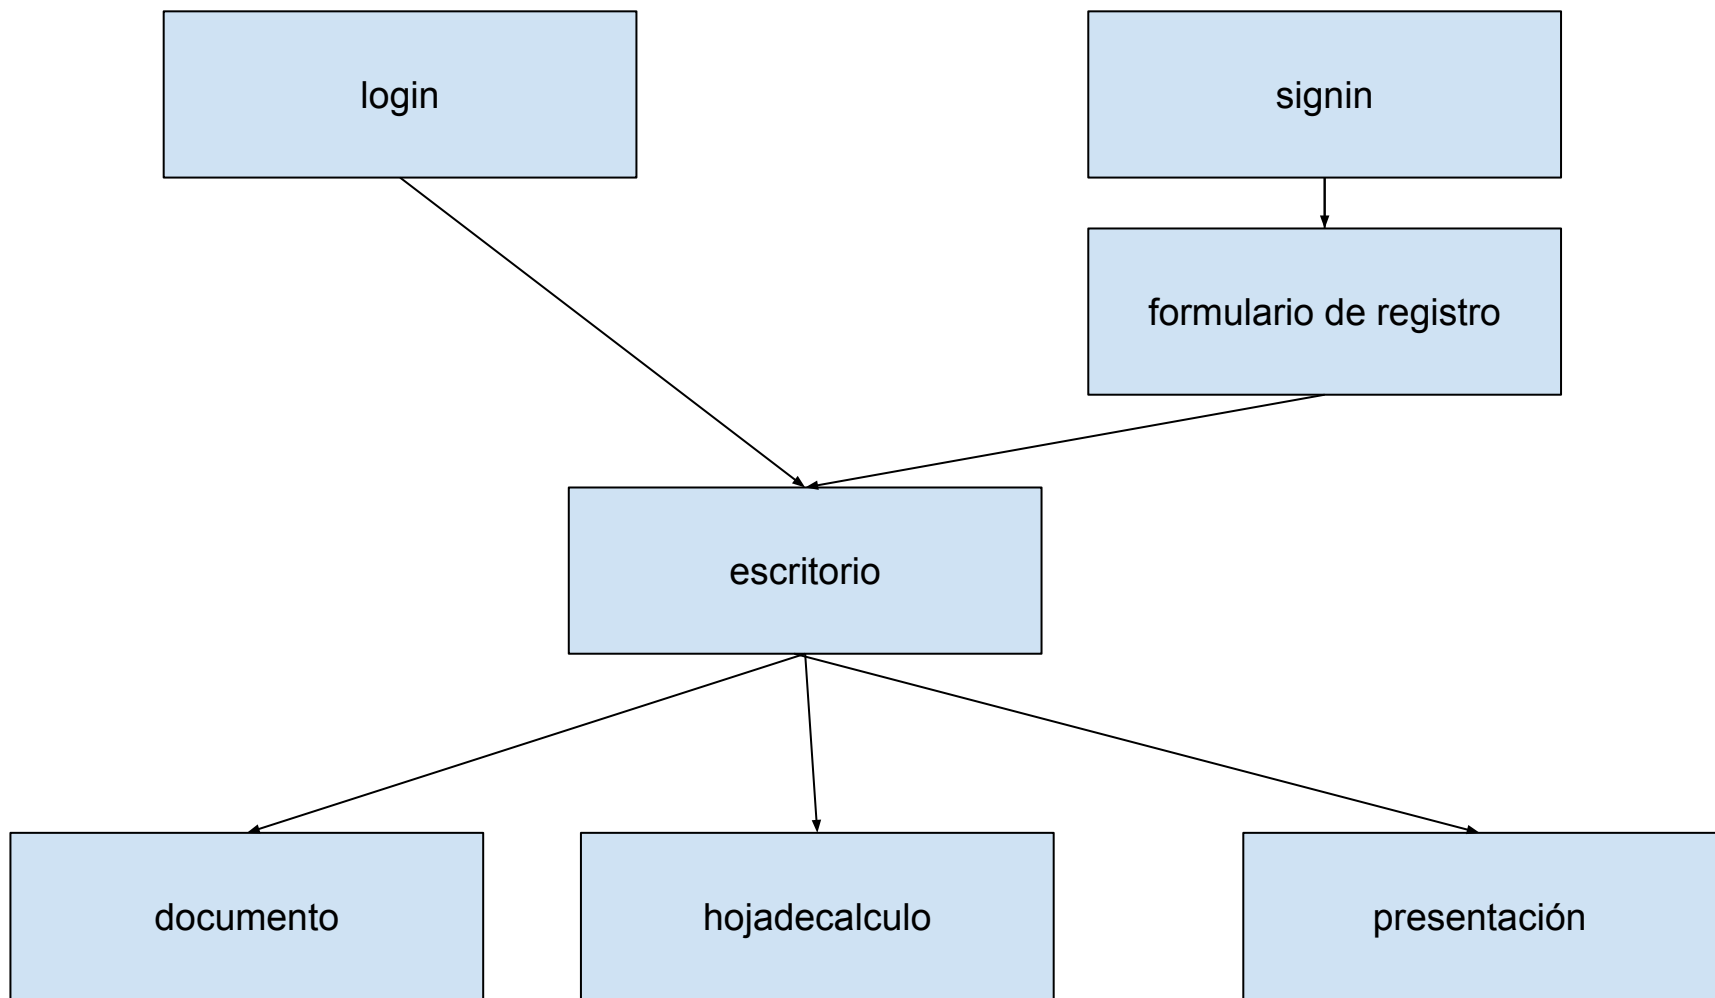 login
signin
formulario de registro
escritorio
documento
hojadecalculo
presentación